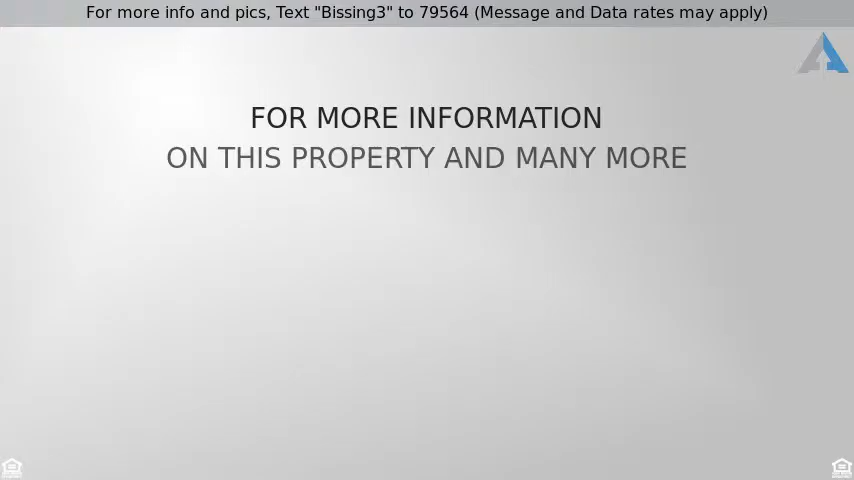 For more info and pics, Text "Bissing3" to 79564 (Message and Data rates may apply)
FOR MORE INFORMATION
ON THIS PROPERTY AND MANY MORE